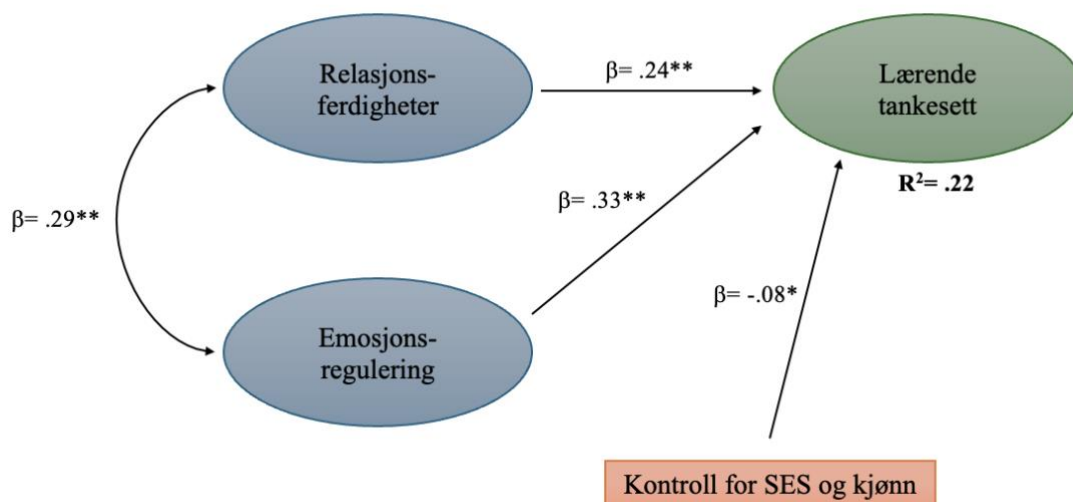 Relasjons-
ferdigheter
β= .24**
Lærende
tankesett
R²= .22
β= .29**
β= .33**
β= -.08*
Emosjons-
regulering
Kontroll for SES og kjønn